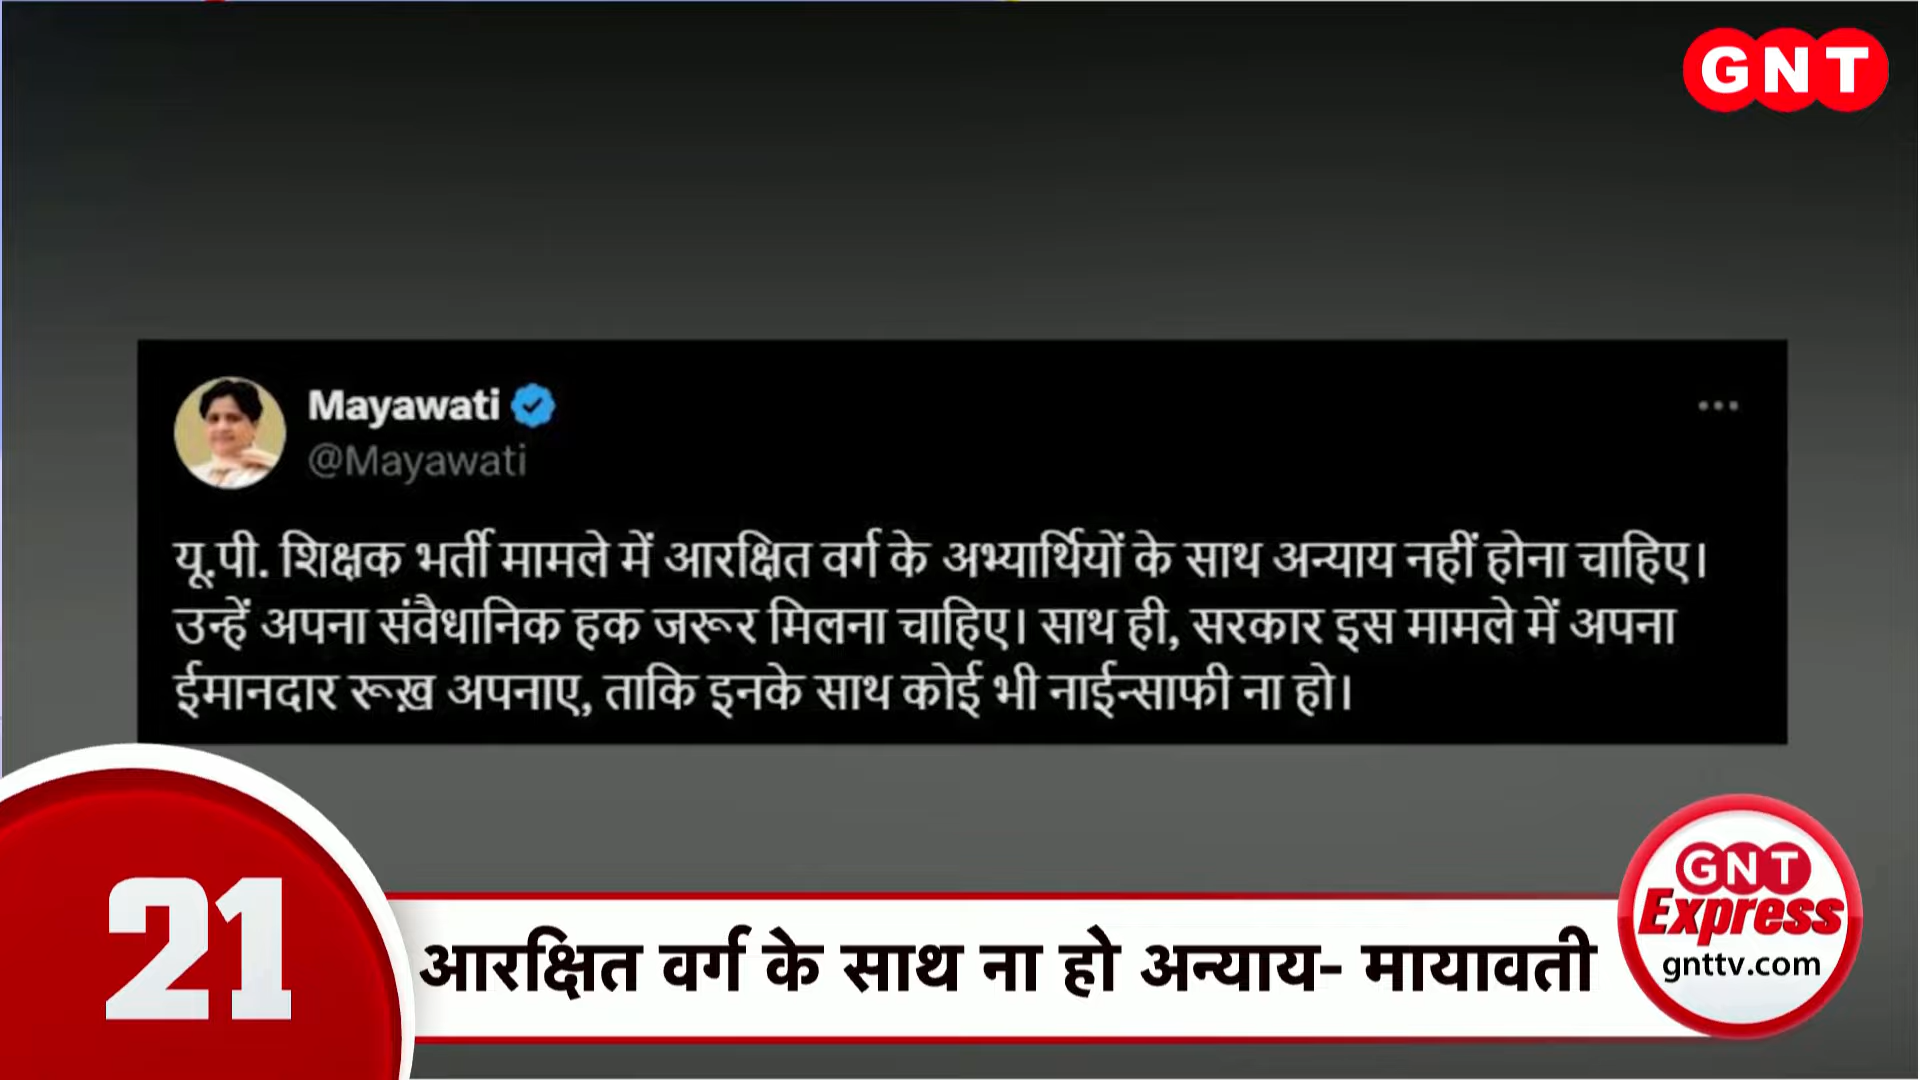 GNT
Mayawati
@Mayawati
यू.पी. शिक्षक भर्ती मामले में आरक्षित वर्ग के अभ्यार्थियों के साथ अन्याय नहीं होना चाहिए।
उन्हें अपना संवैधानिक हक जरूर मिलना चाहिए। साथ ही, सरकार इस मामले में अपना
ईमानदार रूख़ अपनाए, ताकि इनके साथ कोई भी नाईन्साफी ना हो।
21
आरक्षित वर्ग के साथ ना हो अन्याय- मायावती
GNT
Express
gnttv.com